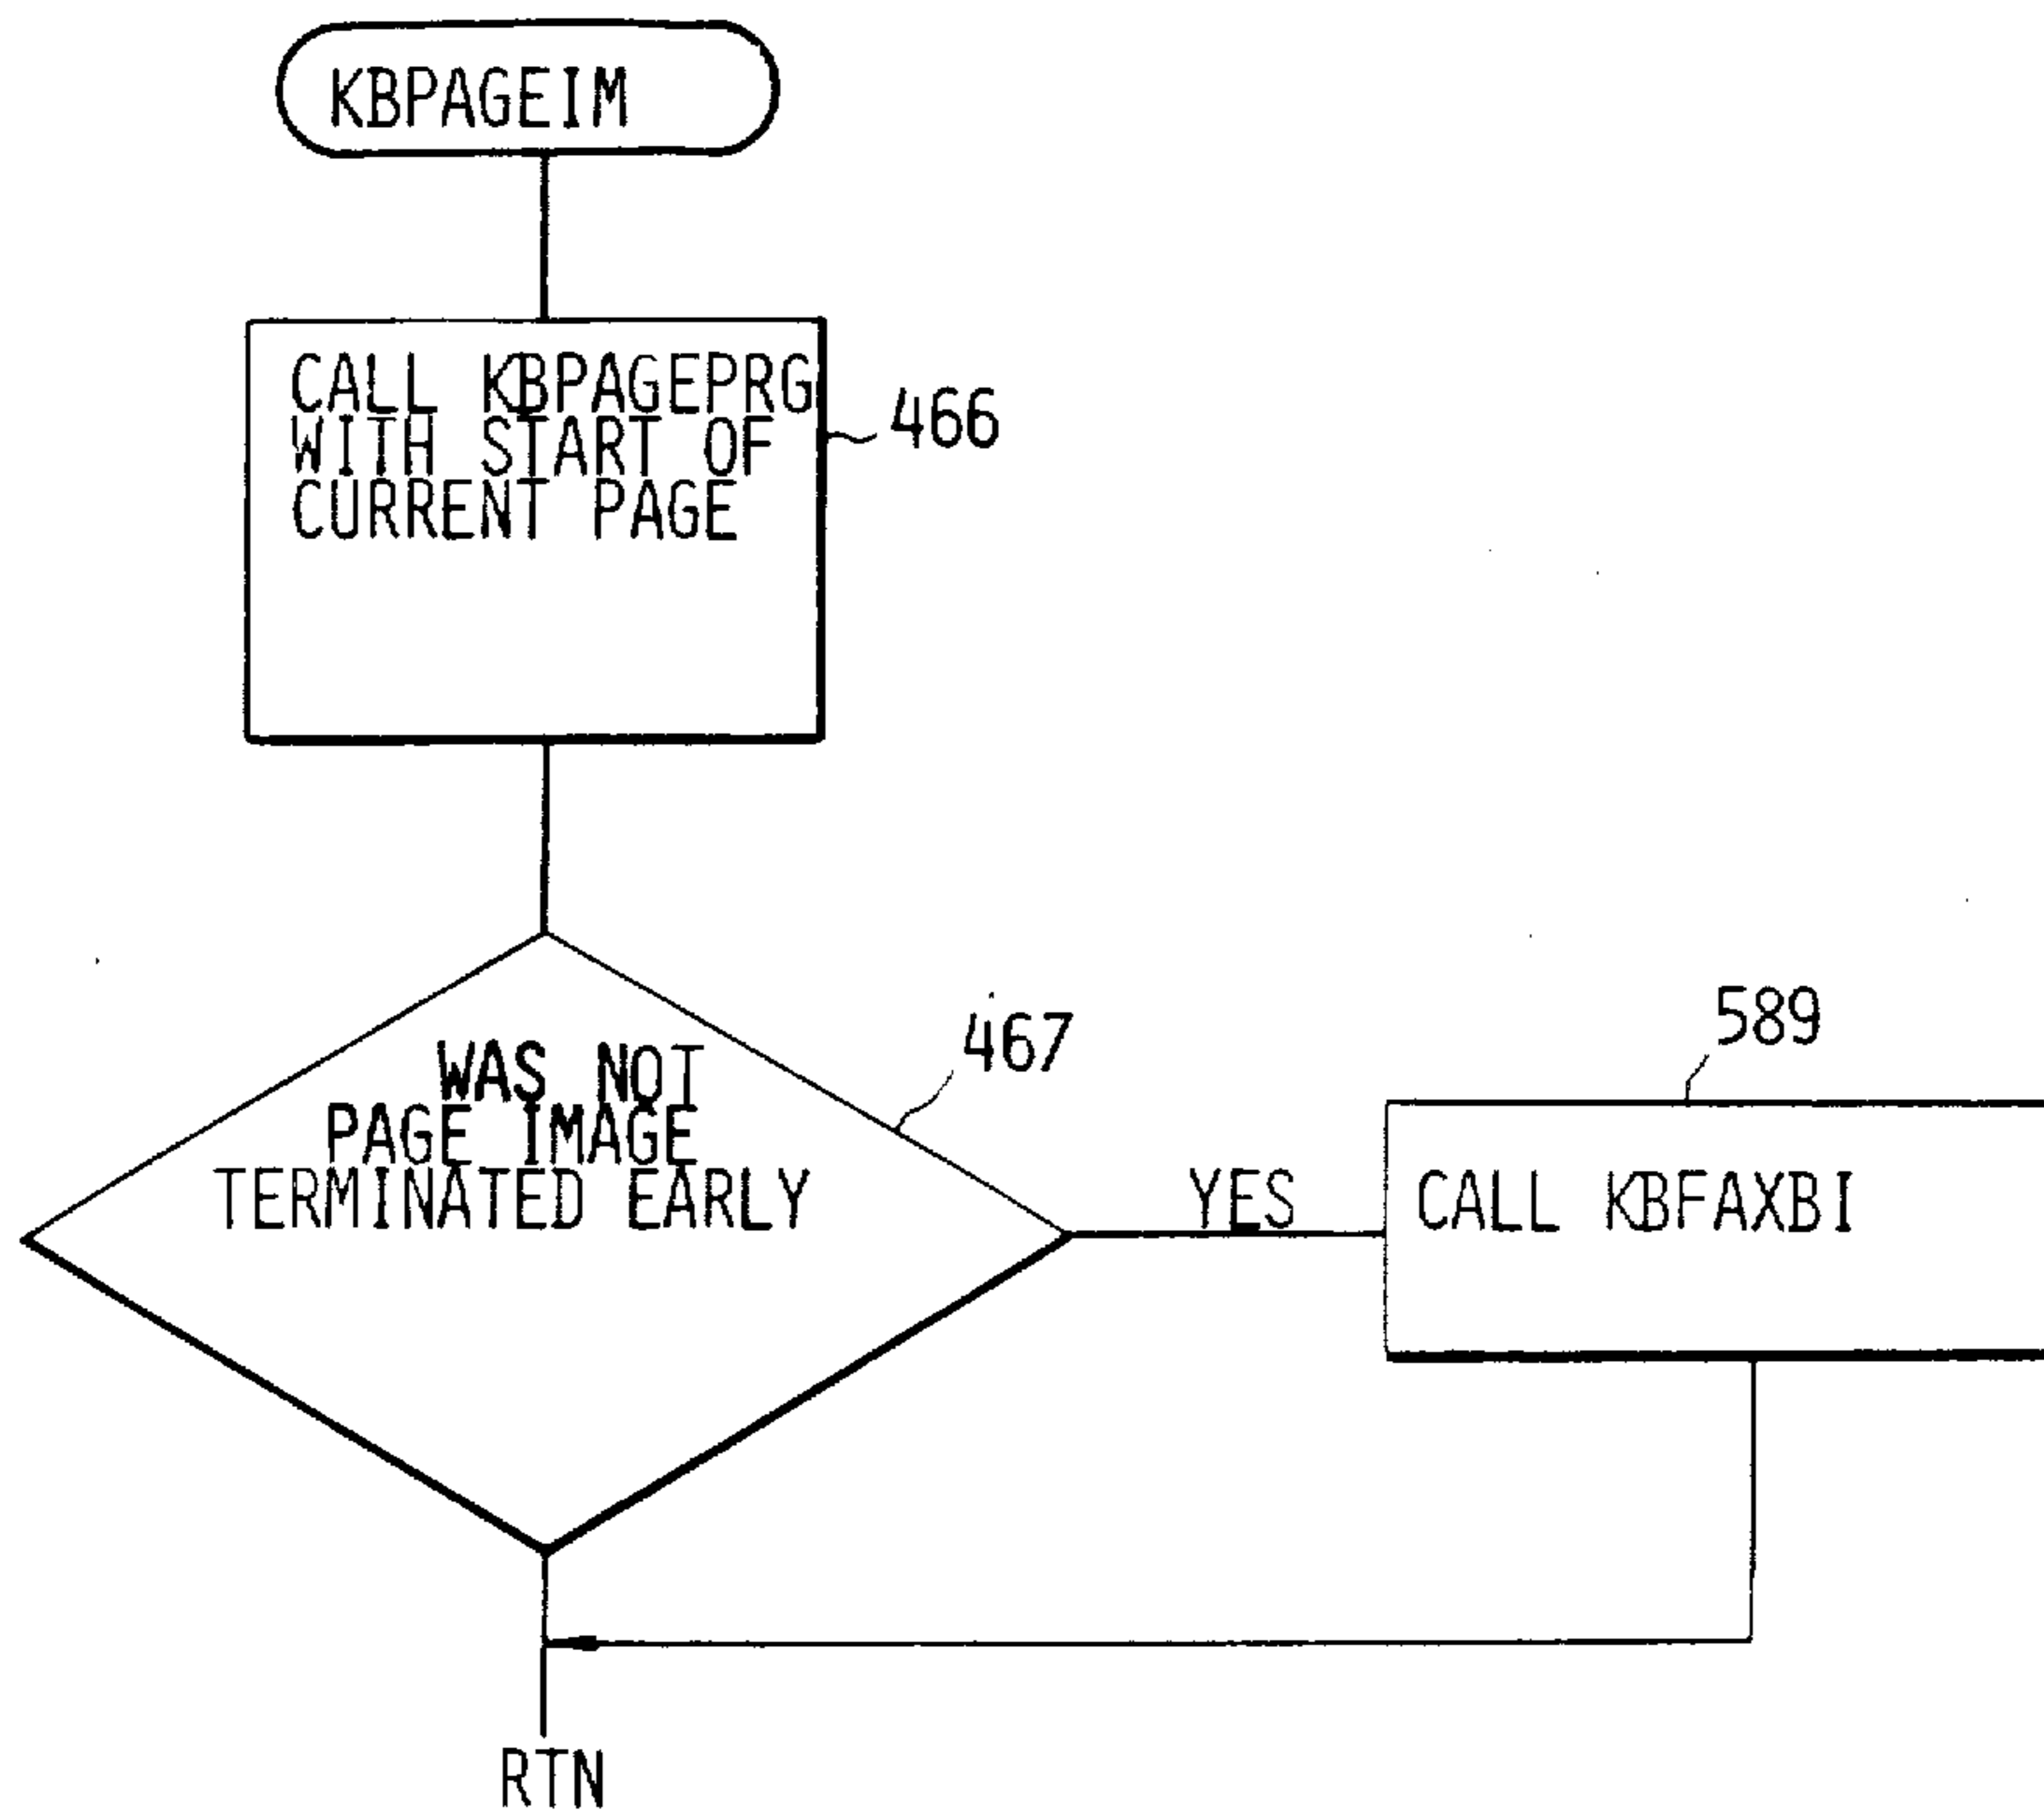 KBPAGEIM
CALL KBPAGEPRG
WITH START OF
CURRENT PAGE
466
WAS NOT
PAGE IMAGE
TERMINATED EARLY
467
YES
589
CALL KBFAXBI
RTN